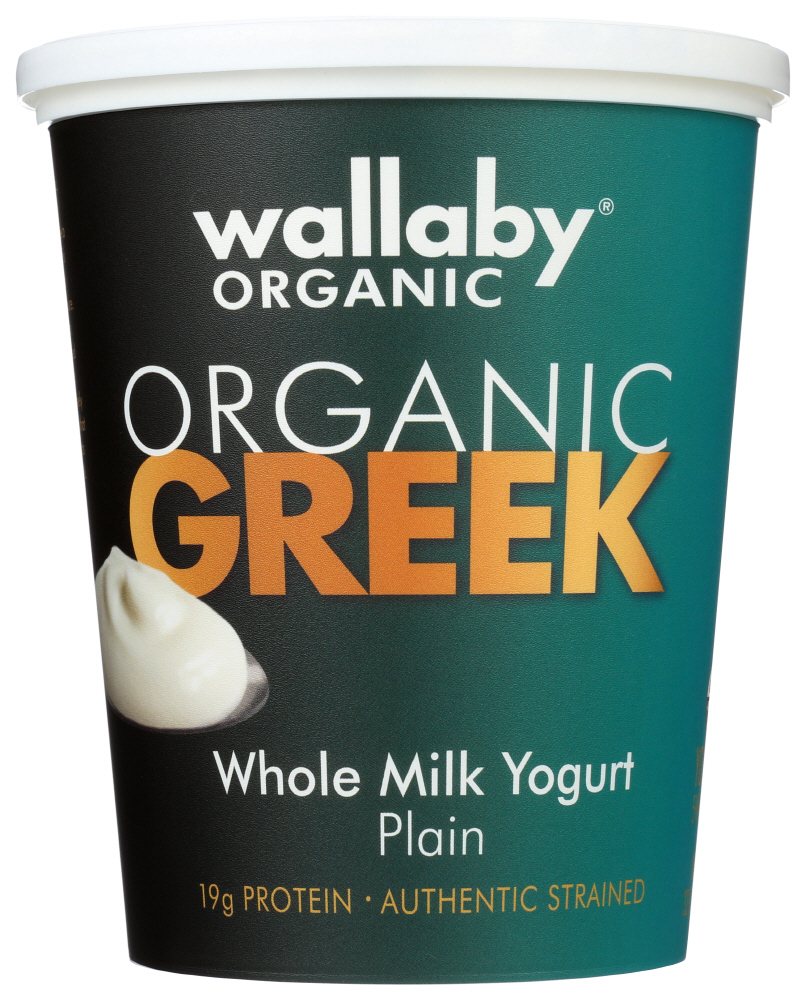 wallaby®
ORGANIC
ORGANIC
GREEK
Whole Milk Yogurt
Plain
19g PROTEIN · AUTHENTIC STRAINED